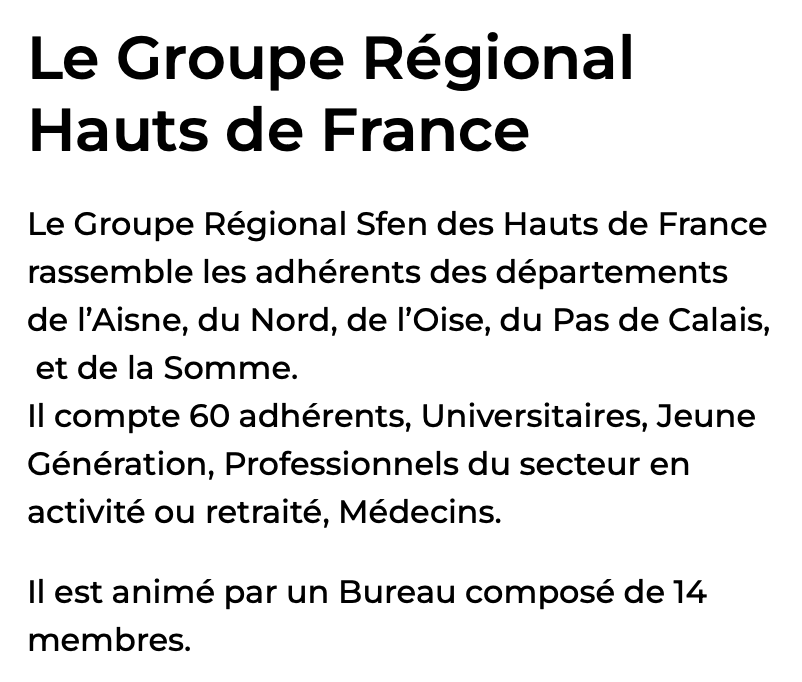 Le Groupe Régional
Hauts de France
Le Groupe Régional Sfen des Hauts de France
rassemble les adhérents des départements
de l’Aisne, du Nord, de l’Oise, du Pas de Calais,
et de la Somme.
Il compte 60 adhérents, Universitaires, Jeune
Génération, Professionnels du secteur en
activité ou retraité, Médecins.
Il est animé par un Bureau composé de 14
membres.